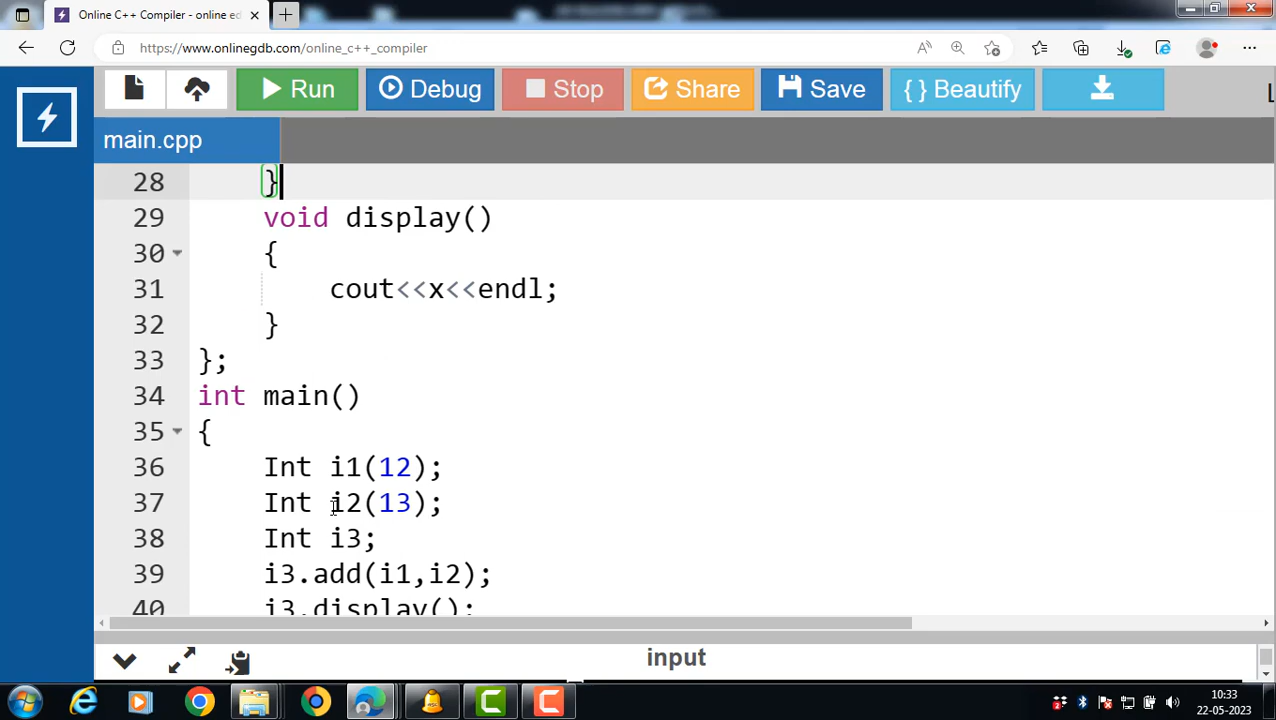 Online C++ Compiler - online ed
https://www.onlinegdb.com/online_c++_compiler
Run
Debug
Stop
Share
Save
{ } Beautify
main.cpp
28 }
29 void display()
30 {
31 cout<<x<<endl;
32 }
33 };
34 int main()
35 {
36 Int i1(12);
37 Int i2(13);
38 Int i3;
39 i3.add(i1,i2);
40 i3.display();
input
10:33
22-05-2023